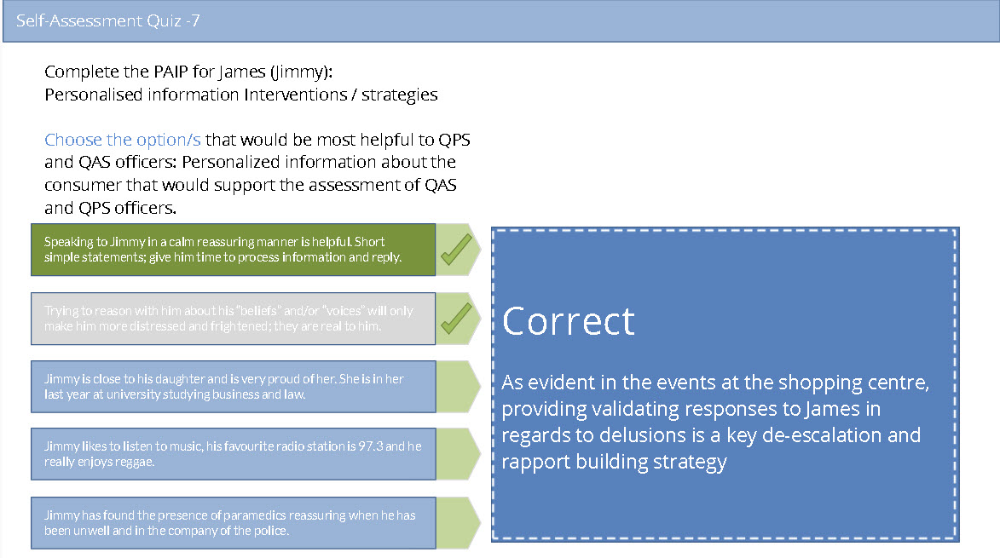 Self-Assessment Quiz -7
Complete the PAIP for James (Jimmy):
Personalised information Interventions / strategies
Choose the option/s that would be most helpful to QPS
and QAS officers: Personalized information about the
consumer that would support the assessment of QAS
and QPS officers.
Speaking to Jimmy in a calm reassuring manner is helpful. Short
simple statements; give him time to process information and reply.
Trying to reason with him about his “beliefs” and/or “voices” will only
make him more distressed and frightened; they are real to him.
Jimmy is close to his daughter and is very proud of her. She is in her
last year at university studying business and law.
Jimmy likes to listen to music, his favourite radio station is 97.3 and he
really enjoys reggae.
Jimmy has found the presence of paramedics reassuring when he has
been unwell and in the company of the police.
Correct
As evident in the events at the shopping centre,
providing validating responses to James in
regards to delusions is a key de-escalation and
rapport building strategy